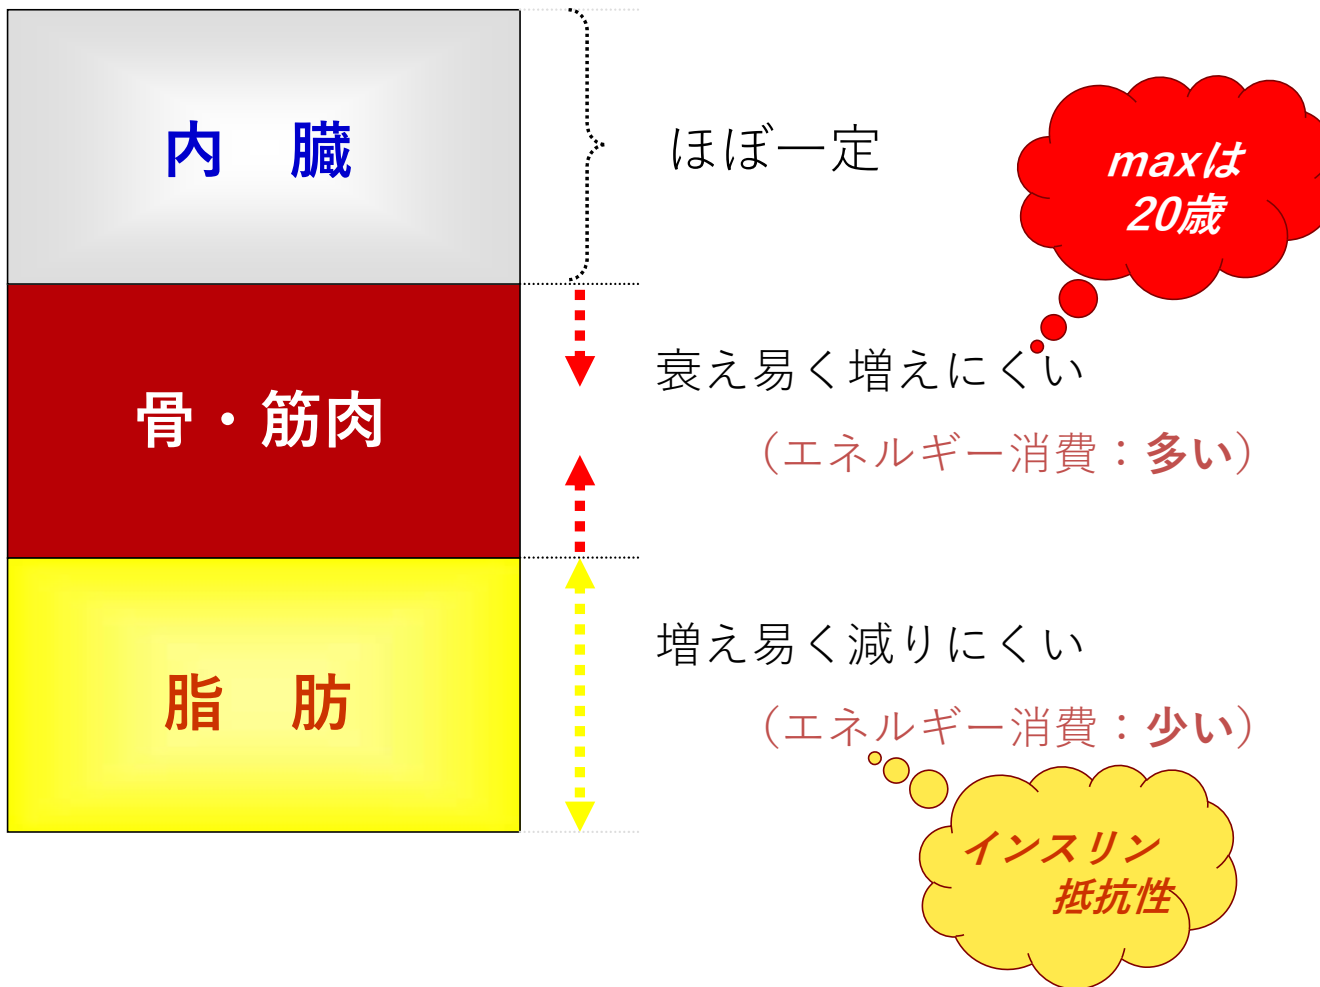 内　臓
ほぼ一定
maxは
20歳
骨・筋肉
衰え易く増えにくい
（エネルギー消費：多い）
脂　肪
増え易く減りにくい
（エネルギー消費：少い）
インスリン
抵抗性